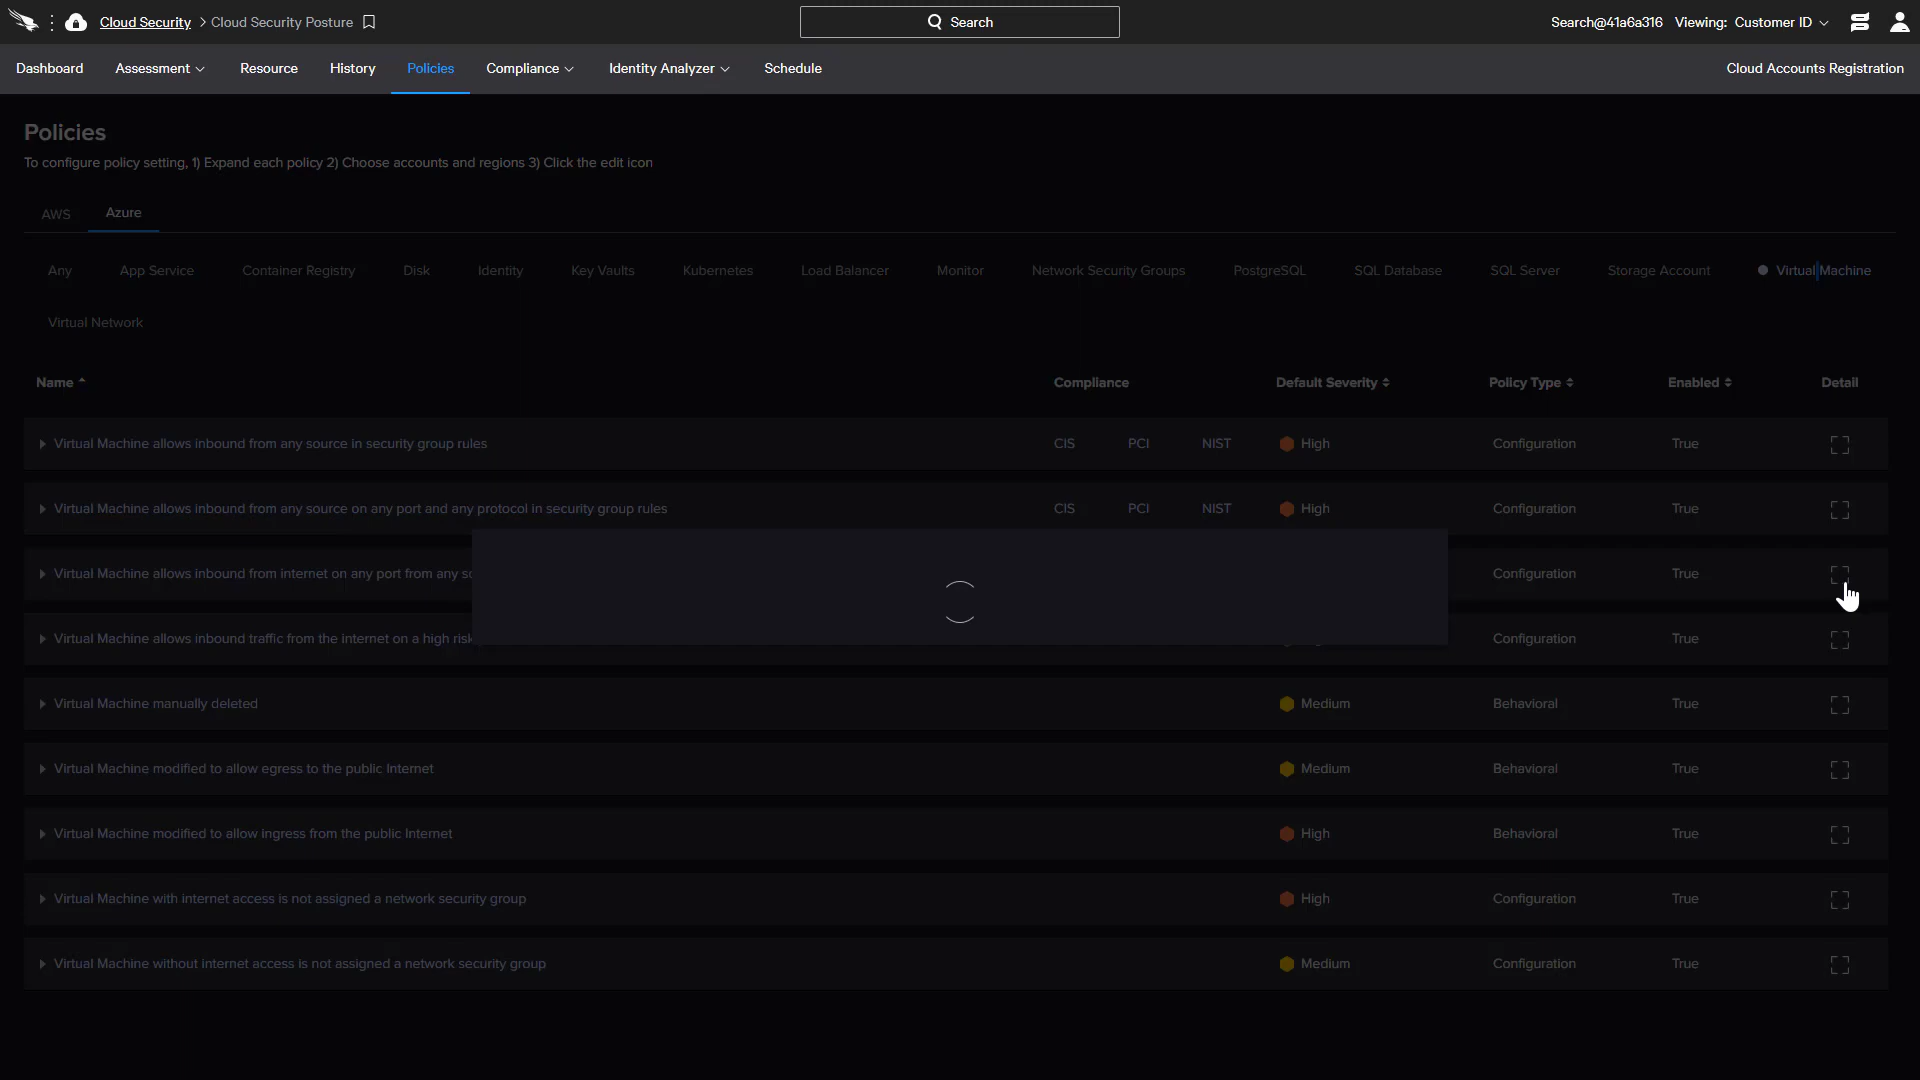 Cloud Security > Cloud Security Posture
Search
Search@41a6a316 Viewing: Customer ID
Dashboard Assessment Resource History Policies Compliance Identity Analyzer Schedule
Cloud Accounts Registration
Policies
To configure policy setting, 1) Expand each policy 2) Choose accounts and regions 3) Click the edit icon
AWS Azure
Any App Service Container Registry Disk Identity Key Vaults Kubernetes Load Balancer Monitor Network Security Groups PostgreSQL SQL Database SQL Server Storage Account Virtual Machine
Virtual Network
Name Compliance Default Severity Policy Type Enabled Detail
Virtual Machine allows inbound from any source in security group rules CIS PCI NIST High Configuration True
Virtual Machine allows inbound from any source on any port and any protocol in security group rules CIS PCI NIST High Configuration True
Virtual Machine allows inbound from internet on any port from any Configuration True
Virtual Machine allows inbound traffic from the internet on a high Configuration True
Virtual Machine manually deleted Medium Behavioral True
Virtual Machine modified to allow egress to the public Internet Medium Behavioral True
Virtual Machine modified to allow ingress from the public Internet High Behavioral True
Virtual Machine with internet access is not assigned a network security group High Configuration True
Virtual Machine without internet access is not assigned a network security group Medium Configuration True